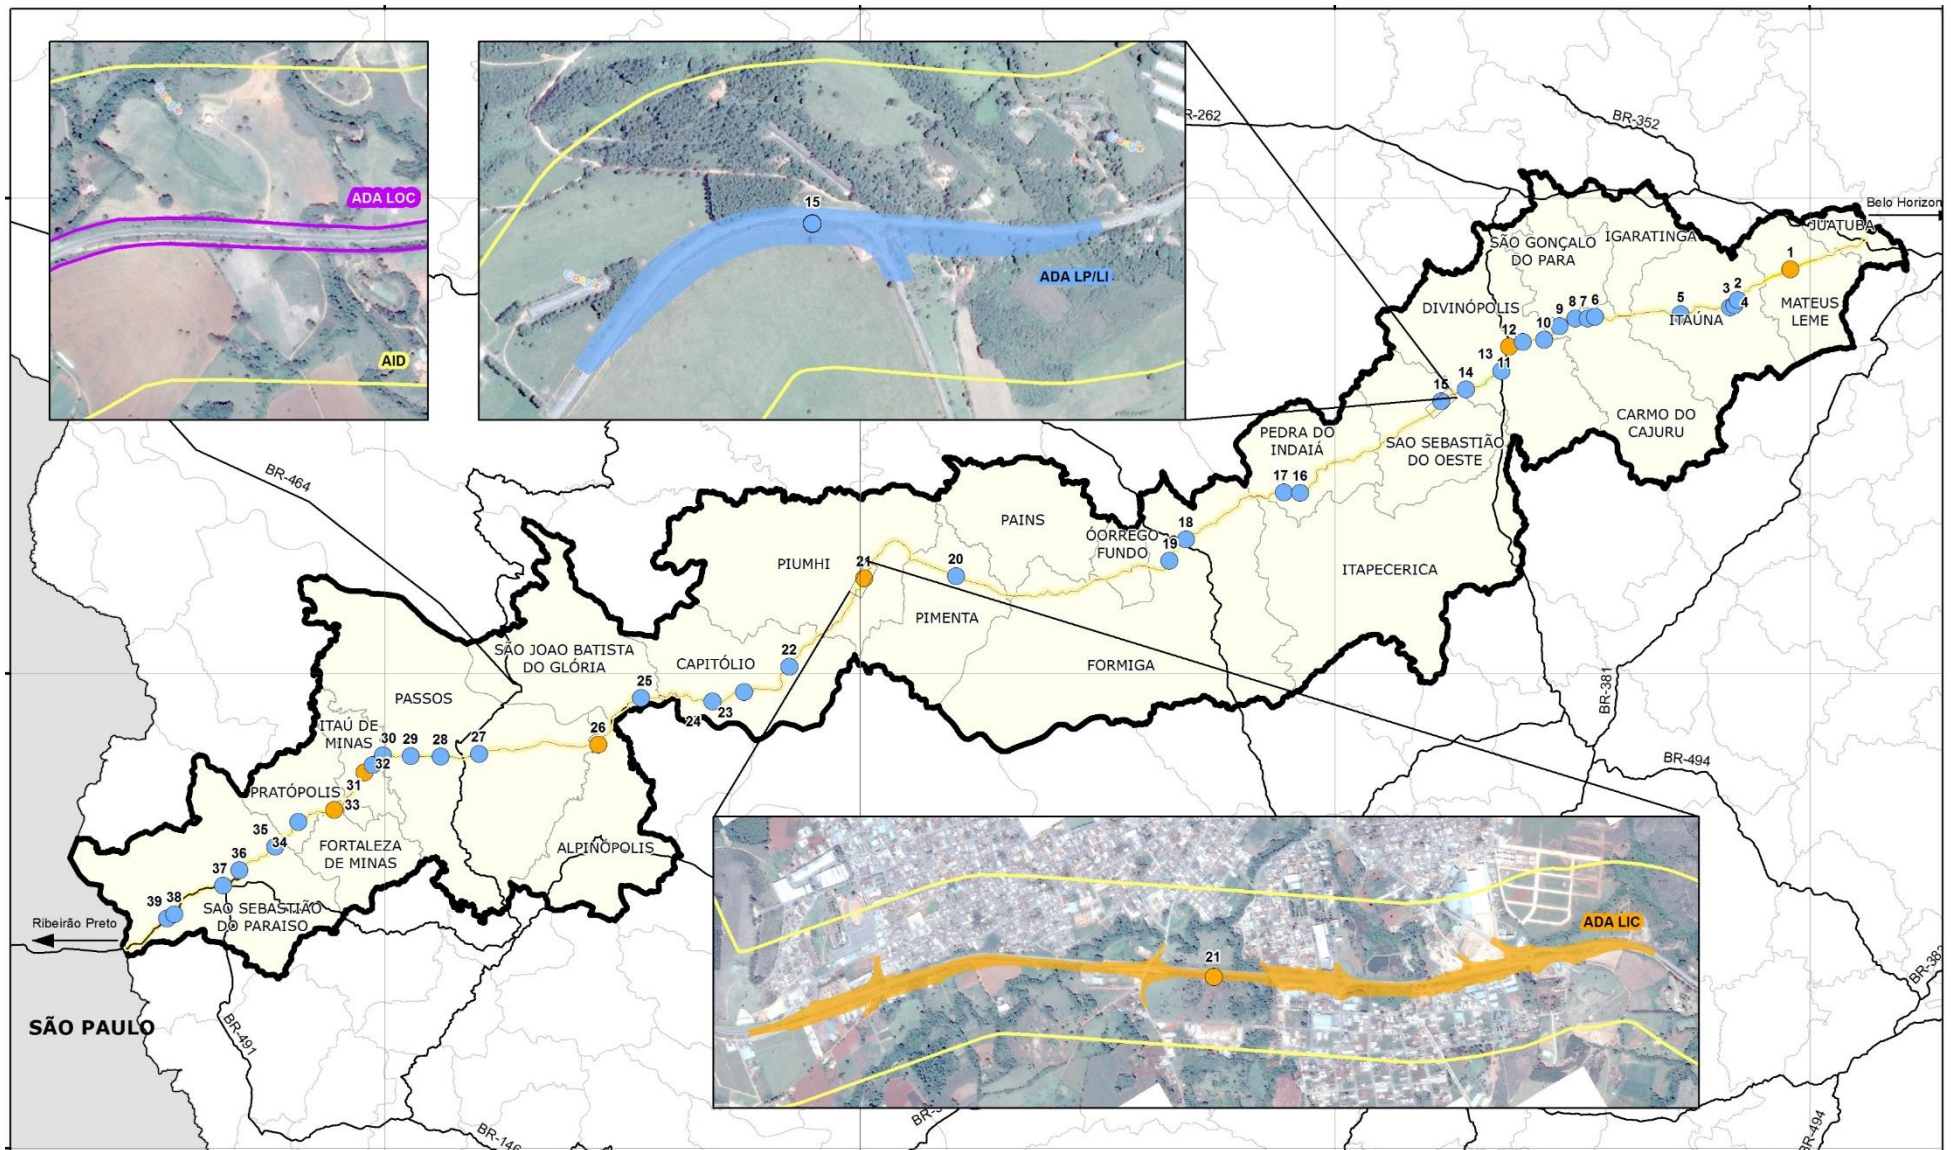 Google
ADA LOC
AID
Google
15
Google
ADA LP/LI
R-262
BR-352
Belo Horizon
JUATUBA
SÃO GONÇALO
DO PARA
IGARATINGA
1
MATEUS
LEME
DIVINÓPOLIS
2
3
4
5
ITAÚNA
6
7
8
9
10
12
13
11
14
15
CARMO DO
CAJURU
PEDRA DO
INDAIÁ
SAO SEBASTIÃO
DO OESTE
BR-464
17
16
PAINS
18
19
20
21
PIUMHI
FUNDO
ITAPECERICA
PIMENTA
FORMIGA
SÃO JOAO BATISTA
DO GLÓRIA
CAPITÓLIO
22
25
24
23
26
PASSOS
ITAÚ DE
MINAS
30
29
28
27
32
31
33
PRATÓPOLIS
35
34
36
37
38
39
FORTALEZA
DE MINAS
SAO SEBASTIÃO
DO PARAISO
BR-381
BR-494
Ribeirão Preto
SÃO PAULO
BR-491
BR-146
21
ADA LIC
BR-494